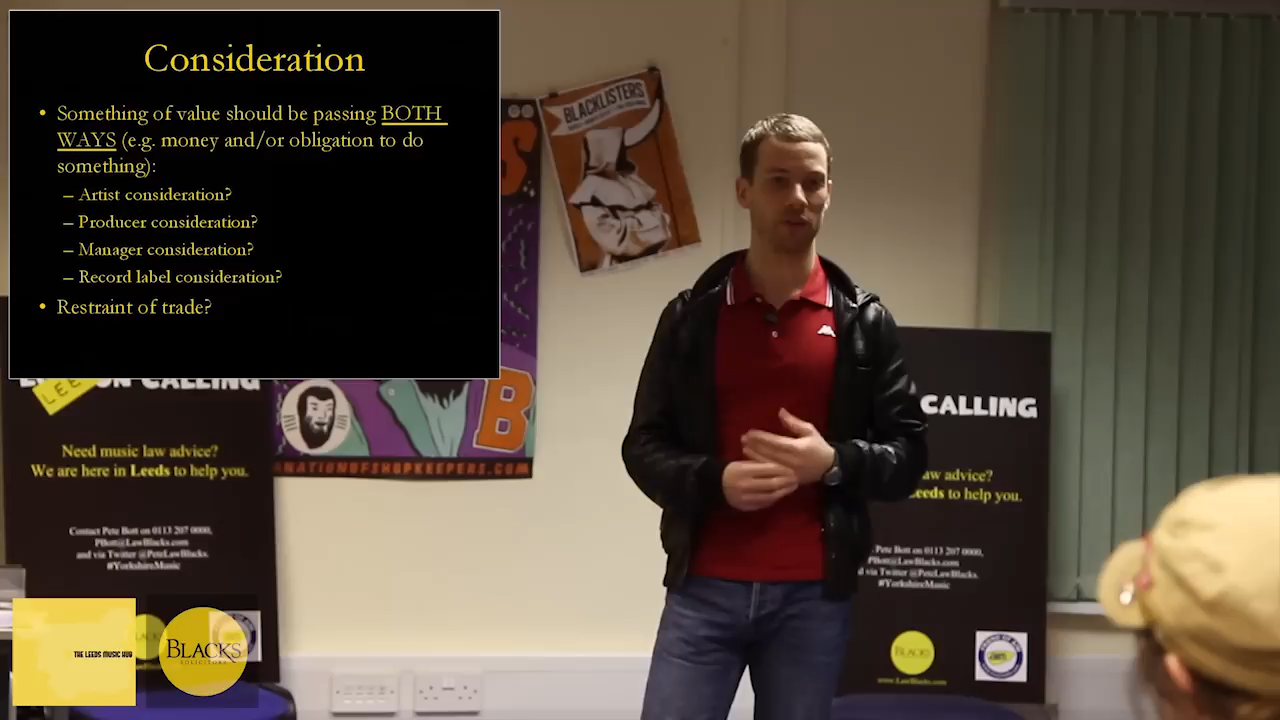 Consideration
• Something of value should be passing BOTH
WAYS (e.g. money and/or obligation to do
something):
– Artist consideration?
– Producer consideration?
– Manager consideration?
– Record label consideration?
• Restraint of trade?
BLACKLISTERS
CALLING
Need music law advice?
We are here in Leeds to help you.
Contact Pete Bott on 0113 207 0000,
PBott@LawBlacks.com
and via Twitter @PeteLawBlacks.
#YorkshireMusic
NATIONOFSHOPKEEPERS.COM
B
THE LEEDS MUSIC HUB
BLACKS
SOLICITORS
CALLING
law advice?
Leeds to help you.
Pete Bott on 0113 207 0000,
PBott@LawBlacks.com
via Twitter @PeteLawBlacks.
#YorkshireMusic
BLACKS
www.LawBlacks.com